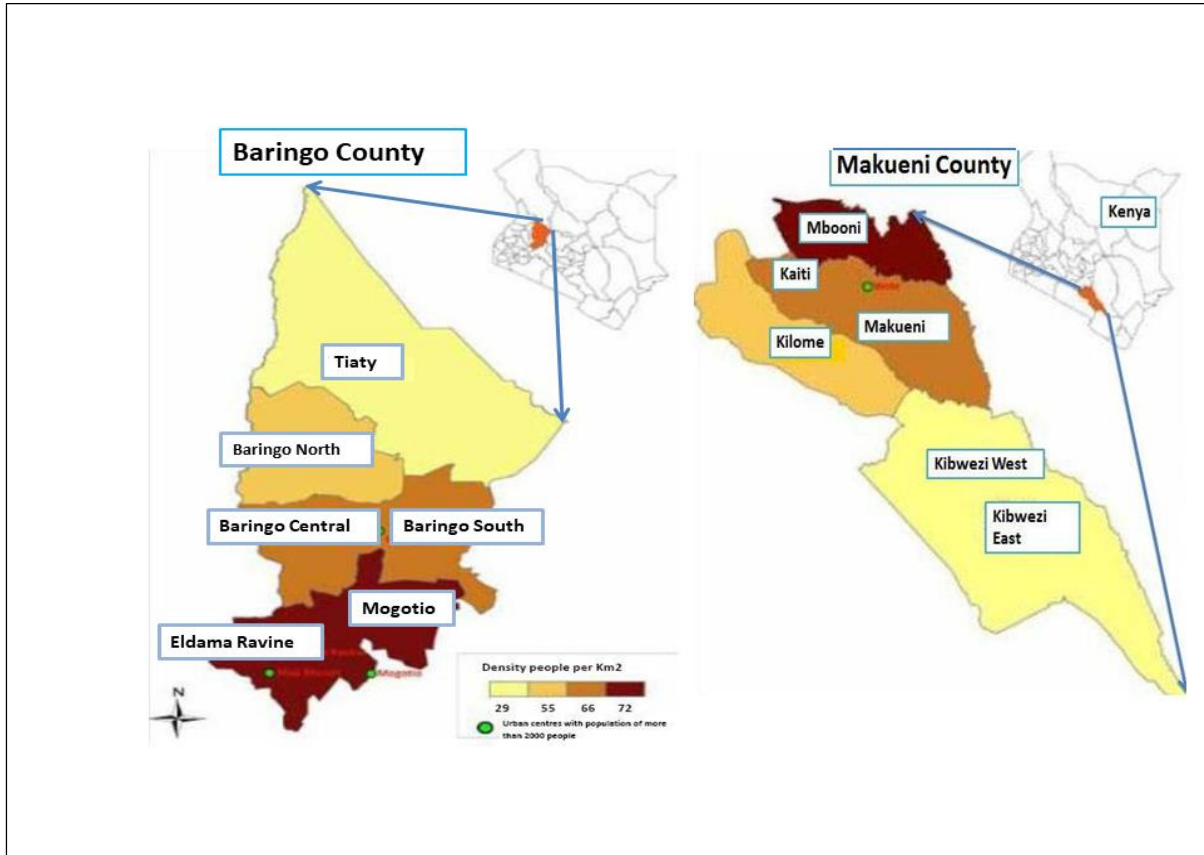 Baringo County
Makueni County
Kenya
Mbooni
Kaiti
Makueni
Kilome
Kibwezi West
Kibwezi
East
Tiaty
Baringo North
Baringo Central
Baringo South
Mogotio
Eldama Ravine
Mogotio
N
Density people per Km2
29 55 66 72
Urban centres with population of more
than 2000 people